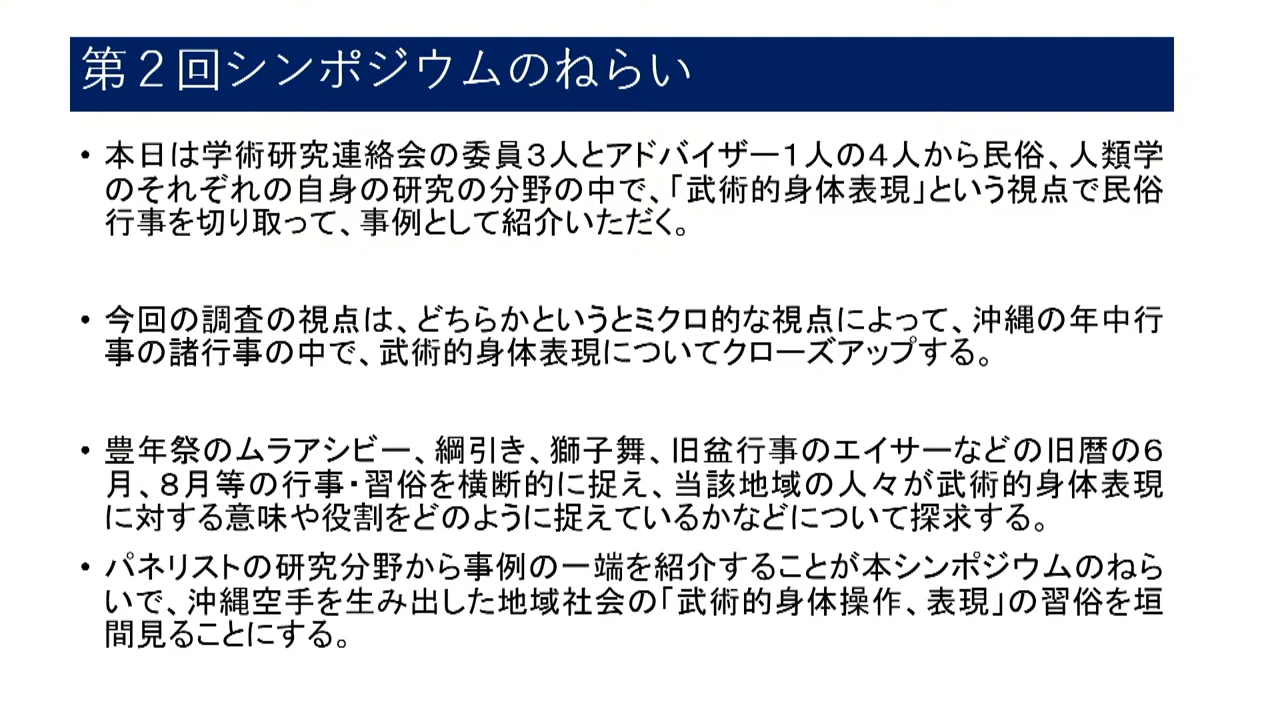 第２回シンポジウムのねらい
• 本日は学術研究連絡会の委員３人とアドバイザー１人の４人から民俗、人類学
のそれぞれの自身の研究の分野の中で、「武術的身体表現」という視点で民俗
行事を切り取って、事例として紹介いただく。
• 今回の調査の視点は、どちらかというとミクロ的な視点によって、沖縄の年中行
事の諸行事の中で、武術的身体表現についてクローズアップする。
• 豊年祭のムラアシビー、綱引き、獅子舞、旧盆行事のエイサーなどの旧暦の６
月、８月等の行事・習俗を横断的に捉え、当該地域の人々が武術的身体表現
に対する意味や役割をどのように捉えているかなどについて探求する。
• パネリストの研究分野から事例の一端を紹介することが本シンポジウムのねら
いで、沖縄空手を生み出した地域社会の「武術的身体操作、表現」の習俗を垣
間見ることにする。